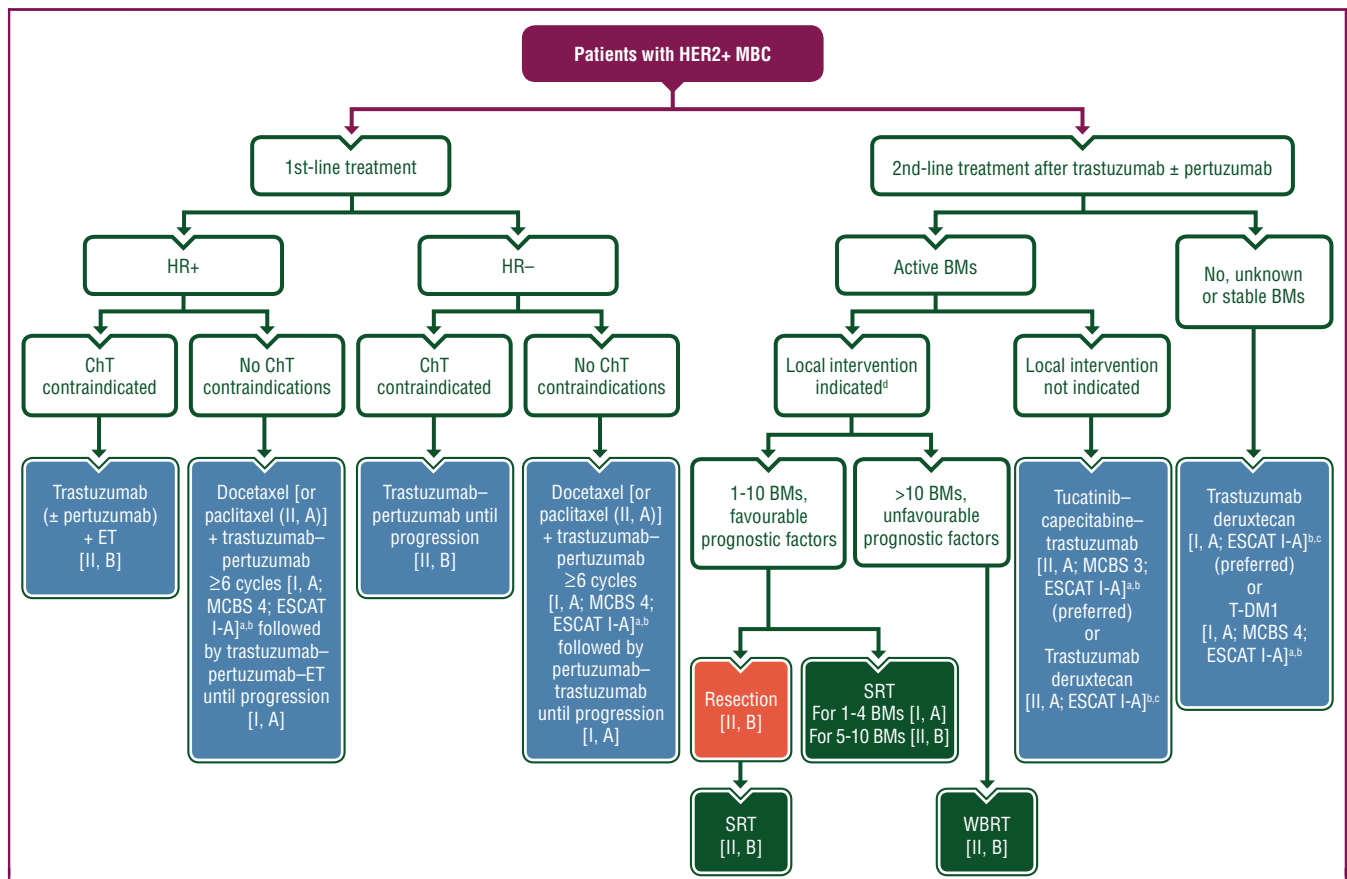 Patients with HER2+ MBC
1st-line treatment
2nd-line treatment after trastuzumab ± pertuzumab
HR+
HR–
Active BMs
No, unknown
or stable BMs
ChT
contraindicated
No ChT
contraindications
ChT
contraindicated
No ChT
contraindications
Local intervention
indicatedᵈ
Local intervention
not indicated
Trastuzumab
(± pertuzumab)
+ ET
[II, B]
Docetaxel [or
paclitaxel (II, A)]
+ trastuzumab–
pertuzumab
≥6 cycles [I, A;
MCBS 4; ESCAT
I-A]ᵃ,ᵇ followed
by trastuzumab–
pertuzumab–ET
until progression
[I, A]
Trastuzumab–
pertuzumab until
progression
[II, B]
Docetaxel [or
paclitaxel (II, A)]
+ trastuzumab–
pertuzumab
≥6 cycles
[I, A; MCBS 4;
ESCAT I-A]ᵃ,ᵇ
followed by
pertuzumab–
trastuzumab
until progression
[I, A]
1-10 BMs,
favourable
prognostic factors
>10 BMs,
unfavourable
prognostic factors
Tucatinib–
capecitabine–
trastuzumab
[II, A; MCBS 3;
ESCAT I-A]ᵃ,ᵇ
(preferred)
or
Trastuzumab
deruxtecan
[II, A; ESCAT I-A]ᵇ,ᶜ
Trastuzumab
deruxtecan
[I, A; ESCAT I-A]ᵇ,ᶜ
(preferred)
or
T-DM1
[I, A; MCBS 4;
ESCAT I-A]ᵃ,ᵇ
Resection
[II, B]
SRT
For 1-4 BMs [I, A]
For 5-10 BMs [II, B]
SRT
[II, B]
WBRT
[II, B]